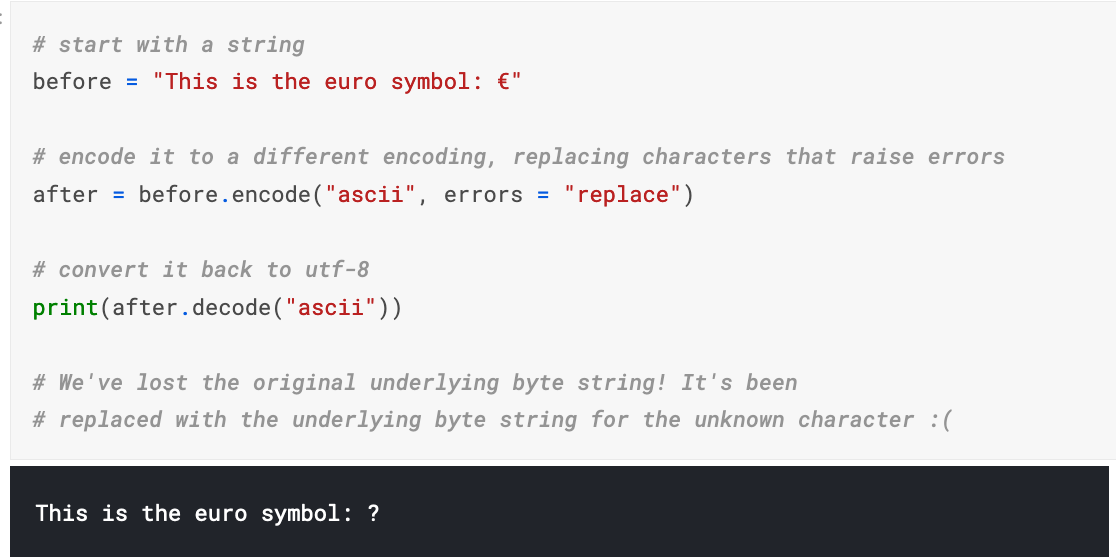 :
# start with a string
before = "This is the euro symbol: €"
# encode it to a different encoding, replacing characters that raise errors
after = before.encode("ascii", errors = "replace")
# convert it back to utf-8
print(after.decode("ascii"))
# We've lost the original underlying byte string! It's been
# replaced with the underlying byte string for the unknown character :(
This is the euro symbol: ?